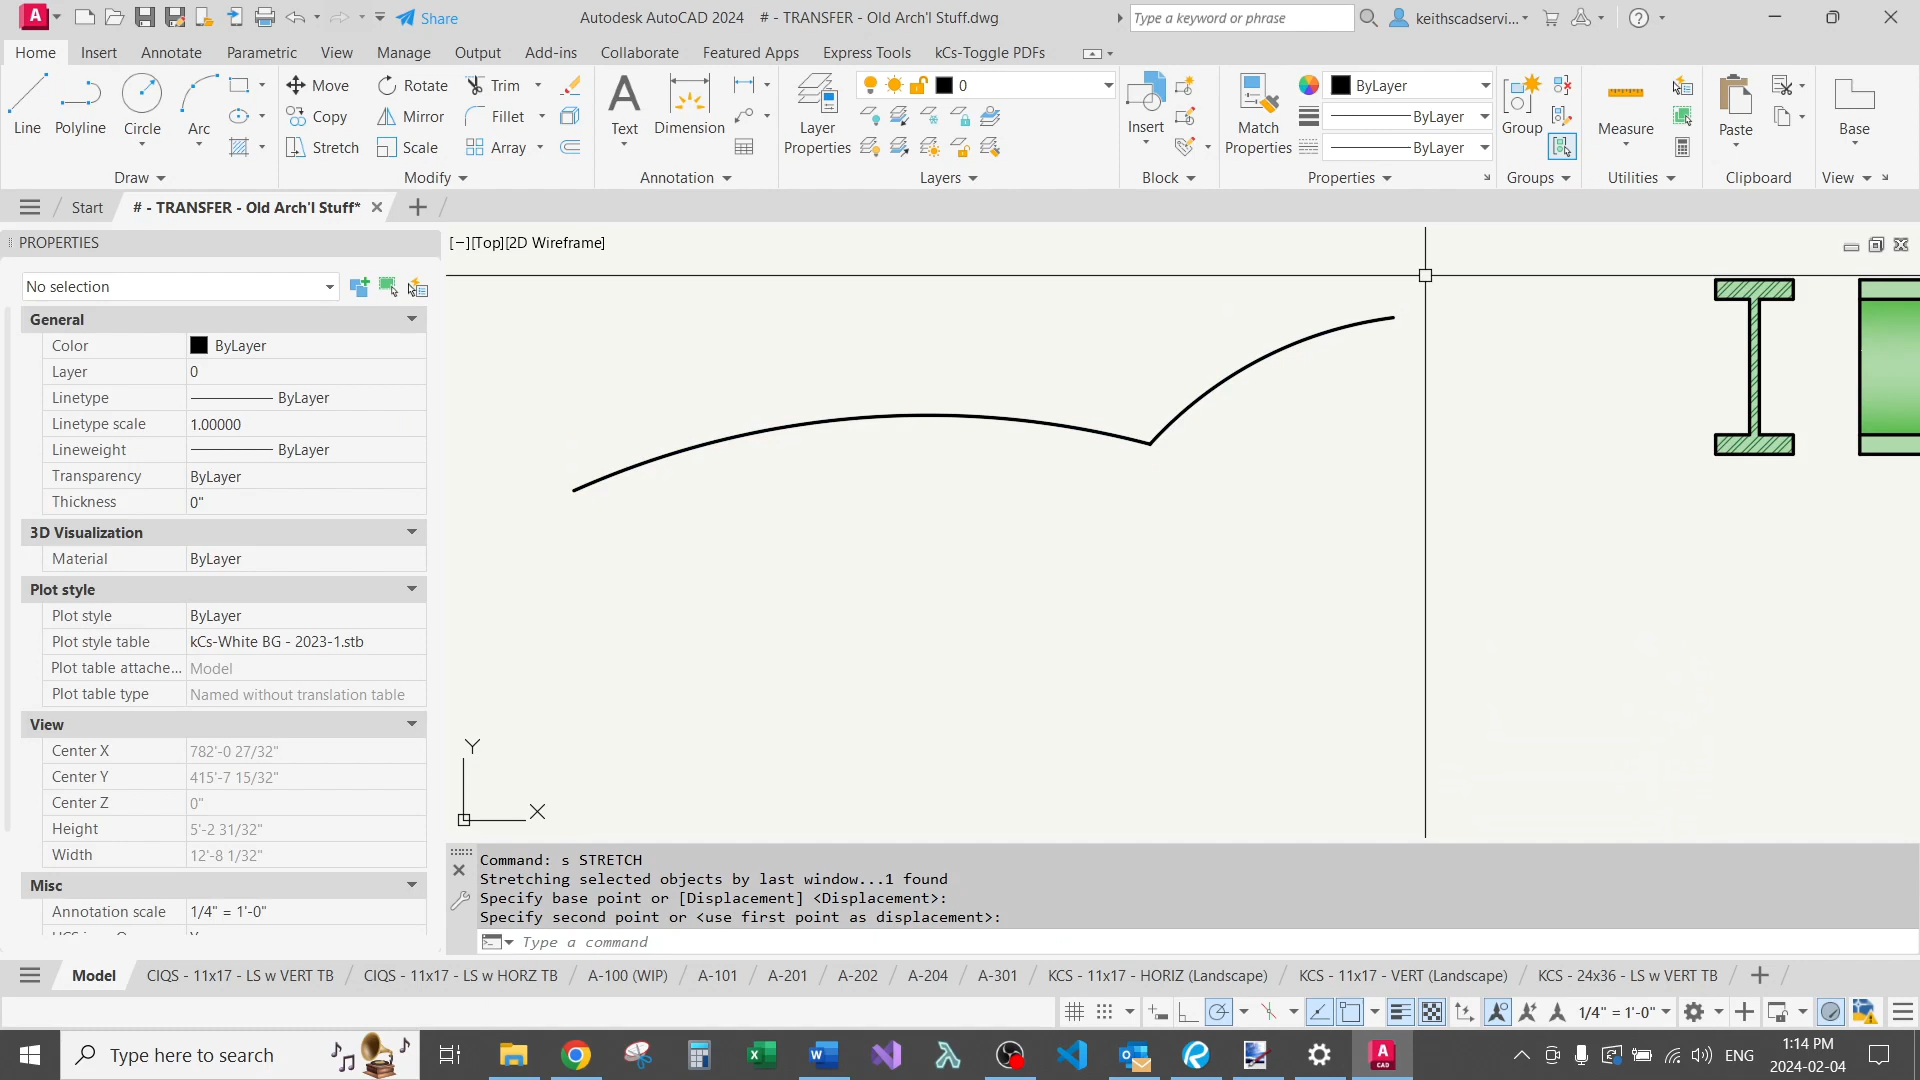 A CAD
Share
Autodesk AutoCAD 2024 # - TRANSFER - Old Arch'l Stuff.dwg
Type a keyword or phrase
keithscadservi...
Home Insert Annotate Parametric View Manage Output Add-ins Collaborate Featured Apps Express Tools kCs-Toggle PDFs
Line Polyline Circle Arc
Move Rotate Trim
Copy Mirror Fillet
Stretch Scale Array
Text Dimension
Layer Properties
0
Insert
Match Properties
ByLayer
ByLayer
ByLayer
Group
Measure
Paste
Base
Draw Modify Annotation Layers Block Properties Groups Utilities Clipboard View
Start # - TRANSFER - Old Arch'l Stuff*
PROPERTIES
[−][Top][2D Wireframe]
No selection
General
Color ByLayer
Layer 0
Linetype ByLayer
Linetype scale 1.00000
Lineweight ByLayer
Transparency ByLayer
Thickness 0"
3D Visualization
Material ByLayer
Plot style
Plot style ByLayer
Plot style table kCs-White BG - 2023-1.stb
Plot table attache... Model
Plot table type Named without translation table
View
Center X 782'-0 27/32"
Center Y 415'-7 15/32"
Center Z 0"
Height 5'-2 31/32"
Width 12'-8 1/32"
Misc
Annotation scale 1/4" = 1'-0"
Y
X
Command: s STRETCH
Stretching selected objects by last window...1 found
Specify base point or [Displacement] <Displacement>:
Specify second point or <use first point as displacement>:
Type a command
Model CIQS - 11x17 - LS w VERT TB CIQS - 11x17 - LS w HORZ TB A-100 (WIP) A-101 A-201 A-202 A-204 A-301 KCS - 11x17 - HORIZ (Landscape) KCS - 11x17 - VERT (Landscape) KCS - 24x36 - LS w VERT TB
1/4" = 1'-0"
Type here to search
ENG
1:14 PM
2024-02-04